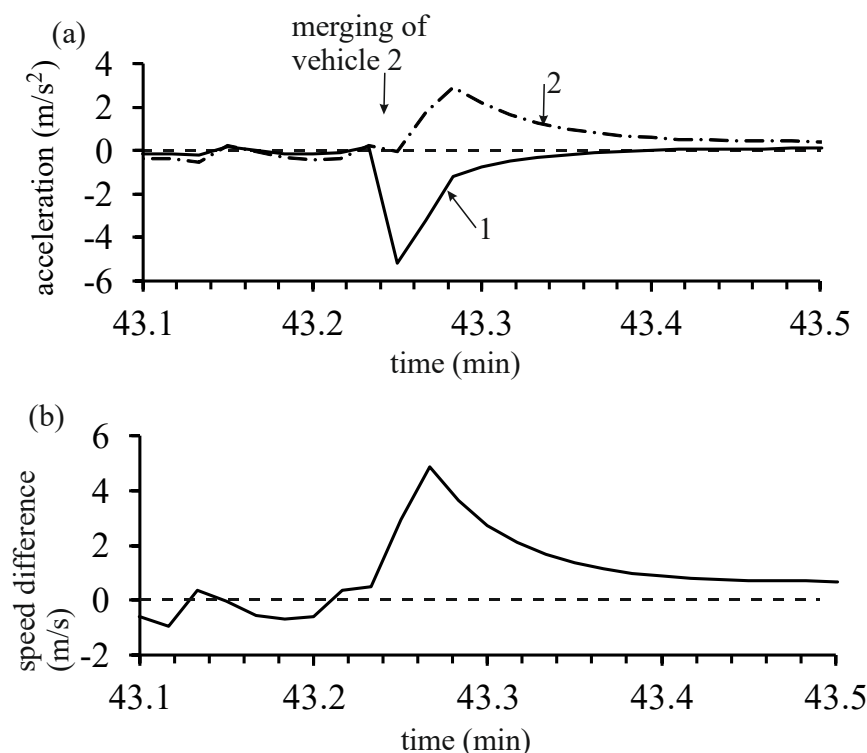 (a)
merging of
vehicle 2
acceleration (m/s²)
4
2
0
-2
-4
-6
2
1
43.1 43.2 43.3 43.4 43.5
time (min)
(b)
speed difference
(m/s)
6
4
2
0
-2
43.1 43.2 43.3 43.4 43.5
time (min)